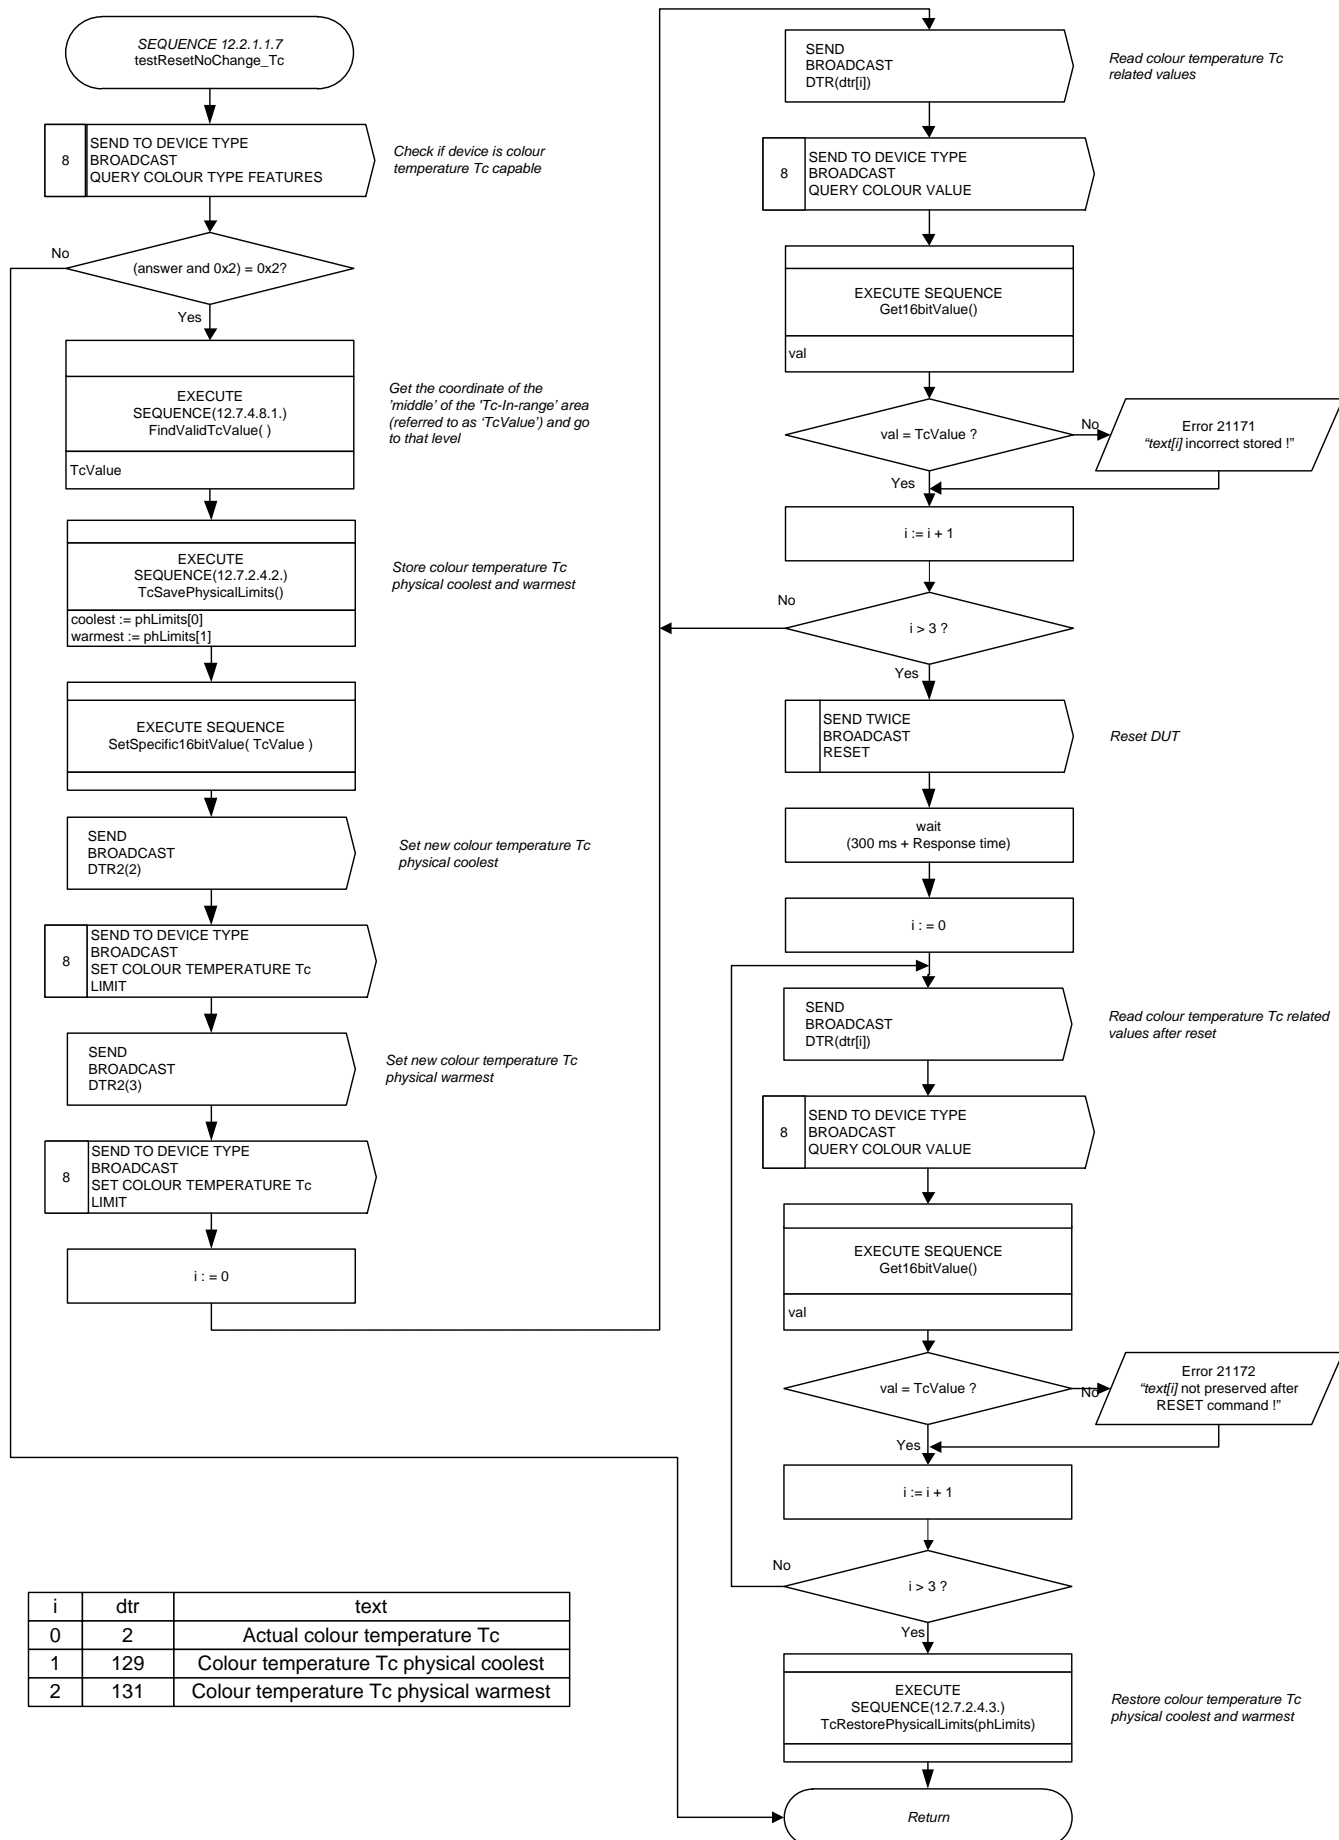 SEQUENCE 12.2.1.1.7
testResetNoChange_Tc
8
SEND TO DEVICE TYPE
BROADCAST
QUERY COLOUR TYPE FEATURES
Check if device is colour
temperature Tc capable
No
(answer and 0x2) = 0x2?
Yes
EXECUTE
SEQUENCE(12.7.4.8.1.)
FindValidTcValue( )
TcValue
Get the coordinate of the
'middle' of the 'Tc-In-range' area
(referred to as 'TcValue') and go
to that level
EXECUTE
SEQUENCE(12.7.2.4.2.)
TcSavePhysicalLimits()
coolest := phLimits[0]
warmest := phLimits[1]
Store colour temperature Tc
physical coolest and warmest
EXECUTE SEQUENCE
SetSpecific16bitValue( TcValue )
SEND
BROADCAST
DTR2(2)
Set new colour temperature Tc
physical coolest
8
SEND TO DEVICE TYPE
BROADCAST
SET COLOUR TEMPERATURE Tc
LIMIT
SEND
BROADCAST
DTR2(3)
Set new colour temperature Tc
physical warmest
8
SEND TO DEVICE TYPE
BROADCAST
SET COLOUR TEMPERATURE Tc
LIMIT
i : = 0
SEND
BROADCAST
DTR(dtr[i])
Read colour temperature Tc
related values
8
SEND TO DEVICE TYPE
BROADCAST
QUERY COLOUR VALUE
EXECUTE SEQUENCE
Get16bitValue()
val
val = TcValue ?
No
Error 21171
"text[i] incorrect stored !"
Yes
i := i + 1
No
i > 3 ?
Yes
SEND TWICE
BROADCAST
RESET
Reset DUT
wait
(300 ms + Response time)
i : = 0
SEND
BROADCAST
DTR(dtr[i])
Read colour temperature Tc related
values after reset
8
SEND TO DEVICE TYPE
BROADCAST
QUERY COLOUR VALUE
EXECUTE SEQUENCE
Get16bitValue()
val
val = TcValue ?
No
Error 21172
"text[i] not preserved after
RESET command !"
Yes
i := i + 1
No
i > 3 ?
Yes
EXECUTE
SEQUENCE(12.7.2.4.3.)
TcRestorePhysicalLimits(phLimits)
Restore colour temperature Tc
physical coolest and warmest
Return
i dtr text
0 2 Actual colour temperature Tc
1 129 Colour temperature Tc physical coolest
2 131 Colour temperature Tc physical warmest